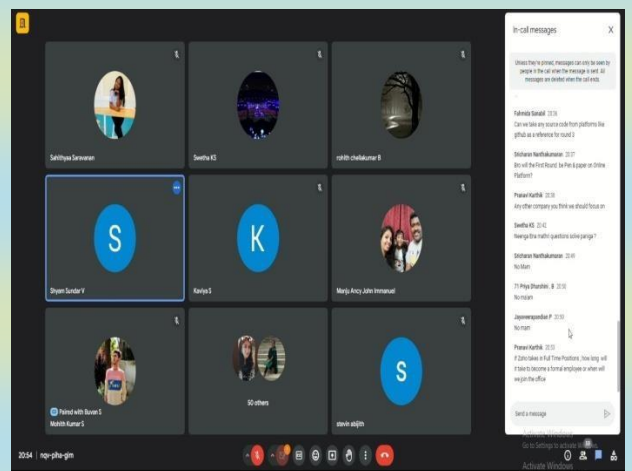 In-call messages
Unless they're pinned, messages can only be seen by
people in the call when the message is sent. All
messages are deleted when the call ends.
Fahmida Sanabil 20:36
Can we take any source code from platforms like
github as a reference for round 3
Sricharan Nanthakumaran 20:37
Bro will the First Round be Pen & paper on Online
Platform?
Pranavi Karthik 20:38
Any other company you think we should focus on
Swetha KS 20:42
Neenga Ena maths questions solve panga ?
Sricharan Nanthakumaran 20:49
No Mam
71 Priya Dharshini . B 20:50
No malam
Jayaveerapandian P 20:50
No mam
Pranavi Karthik 20:53
If Zoho takes in Full Time Positions , how long will
it take to become a formal employee or when will
we join the office
Send a message
Sahithyaa Saravanan
Swetha KS
rohith chellakumar B
S
Shyam Sundar V
K
Kaviya S
Manju Ancy John Immanuel
Paired with Buvan S
Mohith Kumar S
50 others
S
stevin abijith
20:54 | nqv-piha-gim
Activate Windows
Go to Settings to activate Windows.
Activate Windows